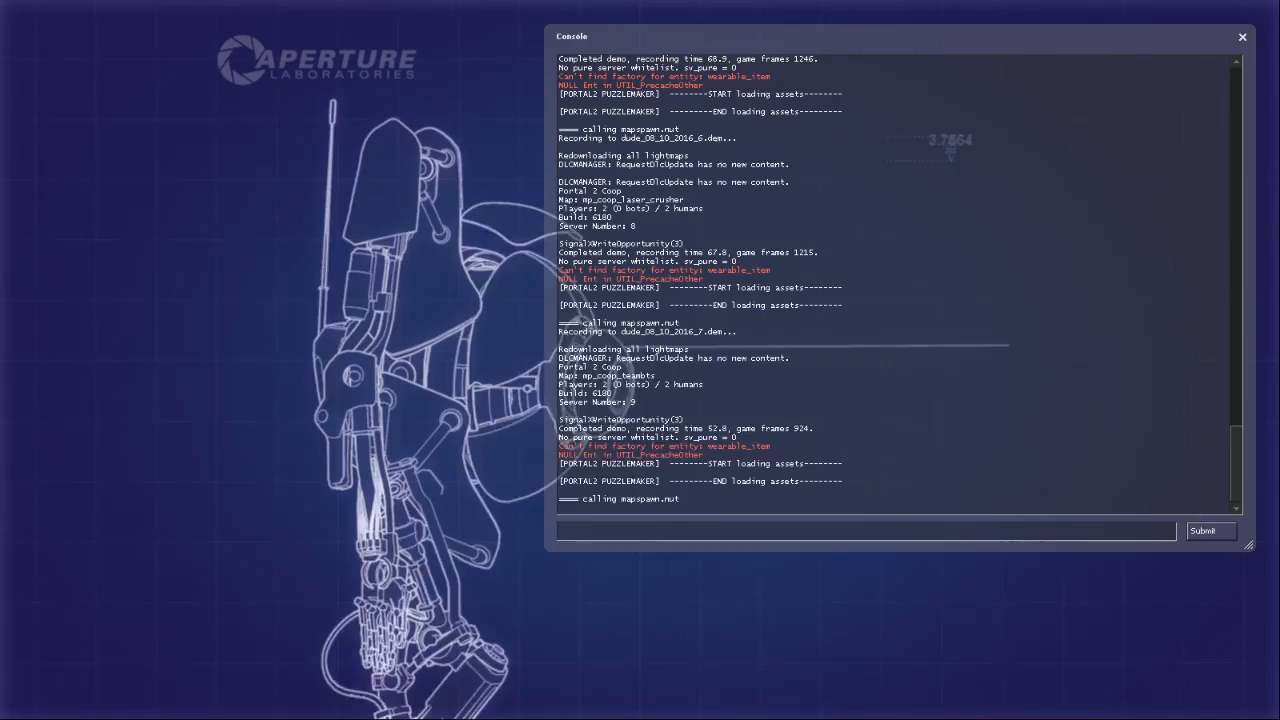 APERTURE
LABORATORIES
Console
Completed demo, recording time 68.9, game frames 1246.
No pure server whitelist. sv_pure = 0
Can't find factory for entity: wearable_item
NULL Ent in UTIL_PrecacheOther
[PORTAL2 PUZZLEMAKER] --------START loading assets--------
[PORTAL2 PUZZLEMAKER] ---------END loading assets--------
==== calling mapspawn.nut
Recording to dude_08_10_2016_6.dem...
Redownloading all lightmaps
DLCMANAGER: RequestDlcUpdate has no new content.
DLCMANAGER: RequestDlcUpdate has no new content.
Portal 2 Coop
Map: mp_coop_laser_crusher
Players: 2 (0 bots) / 2 humans
Build: 6180
Server Number: 8
SignalXWriteOpportunity(3)
Completed demo, recording time 67.8, game frames 1215.
No pure server whitelist. sv_pure = 0
Can't find factory for entity: wearable_item
NULL Ent in UTIL_PrecacheOther
[PORTAL2 PUZZLEMAKER] --------START loading assets--------
[PORTAL2 PUZZLEMAKER] ---------END loading assets--------
==== calling mapspawn.nut
Recording to dude_08_10_2016_7.dem...
Redownloading all lightmaps
DLCMANAGER: RequestDlcUpdate has no new content.
Portal 2 Coop
Map: mp_coop_teambts
Players: 2 (0 bots) / 2 humans
Build: 6180
Server Number: 9
SignalXWriteOpportunity(3)
Completed demo, recording time 52.8, game frames 924.
No pure server whitelist. sv_pure = 0
Can't find factory for entity: wearable_item
NULL Ent in UTIL_PrecacheOther
[PORTAL2 PUZZLEMAKER] --------START loading assets--------
[PORTAL2 PUZZLEMAKER] ---------END loading assets--------
==== calling mapspawn.nut
Submit